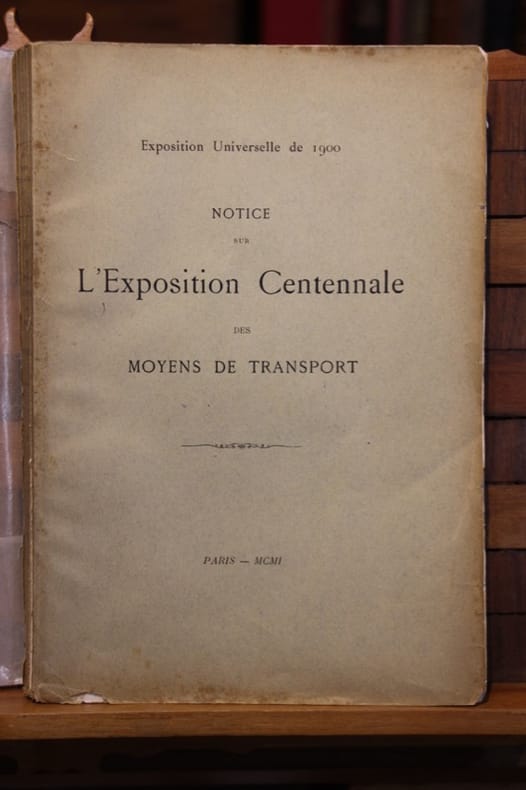 Exposition Universelle de 1900
NOTICE
SUR
L'Exposition Centennale
DES
MOYENS DE TRANSPORT
PARIS — MCMI